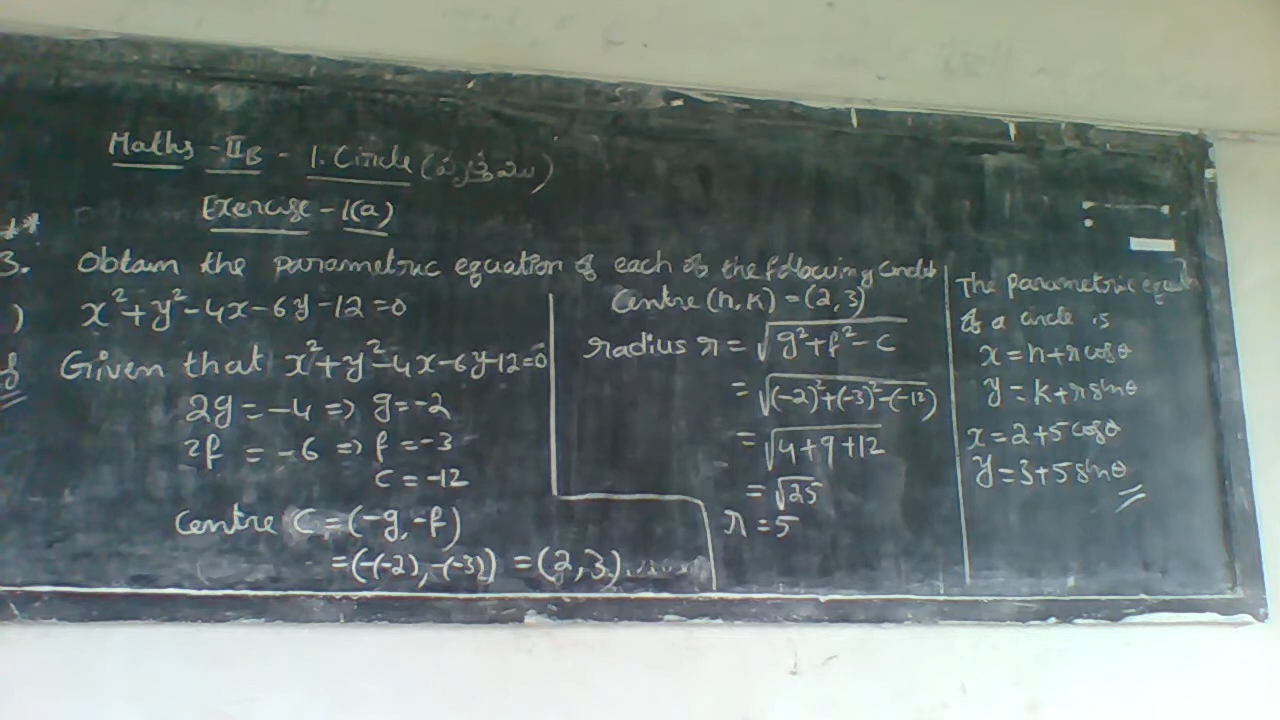 Maths - II B - 1. Circle (వృత్తం)
Exercise - 1(a)
**
3. Obtain the parametric equation of each of the following circles
) x² + y² - 4x - 6y - 12 = 0
Given that x² + y² - 4x - 6y - 12 = 0
2g = -4 => g = -2
2f = -6 => f = -3
c = -12
Centre C = (-g, -f)
= (-(-2), -(-3)) = (2, 3)
Centre (h, k) = (2, 3)
radius r = √g² + f² - c
= √(-2)² + (-3)² - (-12)
= √4 + 9 + 12
= √25
r = 5
The parametric
of a circle is
x = h + r cosθ
y = k + r sinθ
x = 2 + 5 cosθ
y = 3 + 5 sinθ